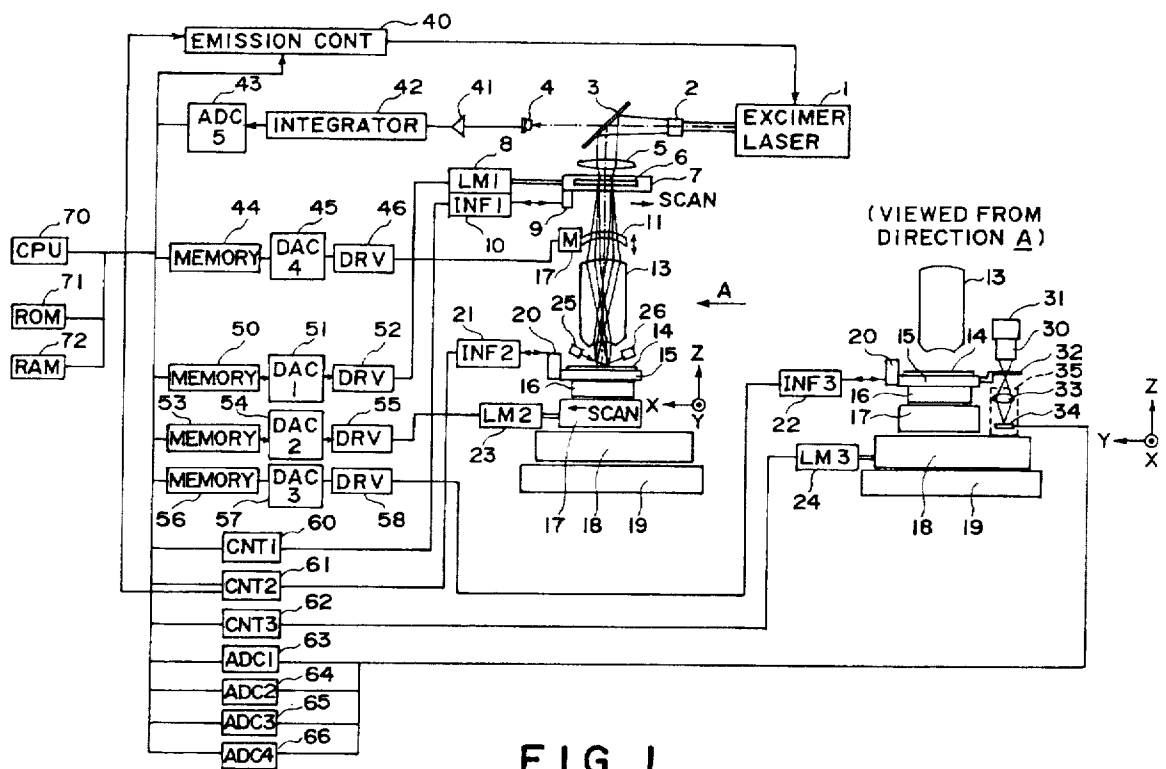 40
EMISSION CONT
43
42
41
4
3
2
1
ADC 5
INTEGRATOR
EXCIMER LASER
8
5
6
7
LM1
INF1
SCAN
9
10
11
70
44
45
46
CPU
MEMORY
DAC 4
DRV
M
17
13
(VIEWED FROM DIRECTION A)
71
ROM
72
RAM
A
21
20
25
26
14
15
INF2
16
Z
X
Y
50
51
52
MEMORY
DAC 1
DRV
53
54
55
MEMORY
DAC 2
DRV
LM2
23
SCAN
56
57
58
MEMORY
DAC 3
DRV
17
18
19
13
31
30
20
15
14
32
35
33
34
INF3
22
16
17
LM3
24
18
19
Z
Y
X
60
CNT1
61
CNT2
62
CNT3
63
ADC1
64
ADC2
65
ADC3
66
ADC4
FIG. 1